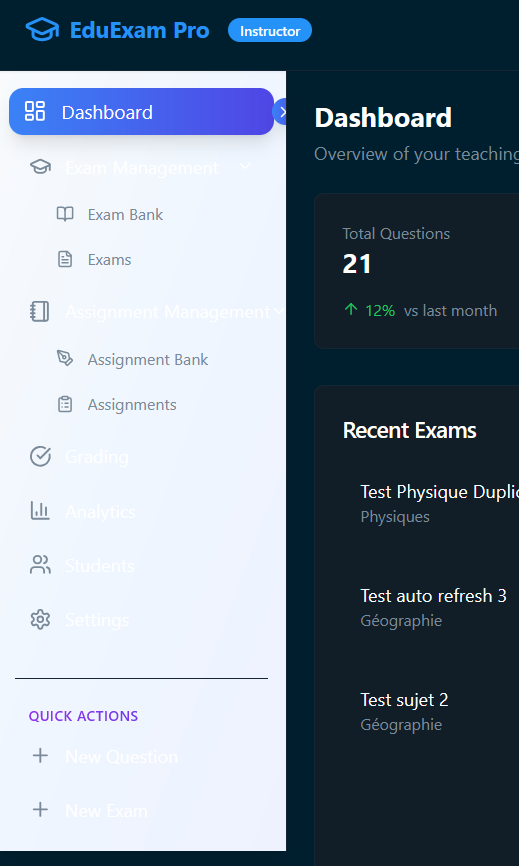 EduExam Pro
Instructor
Dashboard
Exam Management
Exam Bank
Exams
Assignment Management
Assignment Bank
Assignments
Grading
Analytics
Students
Settings
QUICK ACTIONS
New Question
New Exam
Dashboard
Overview of your teaching
Total Questions
21
12% vs last month
Recent Exams
Test Physique Duplic
Physiques
Test auto refresh 3
Géographie
Test sujet 2
Géographie